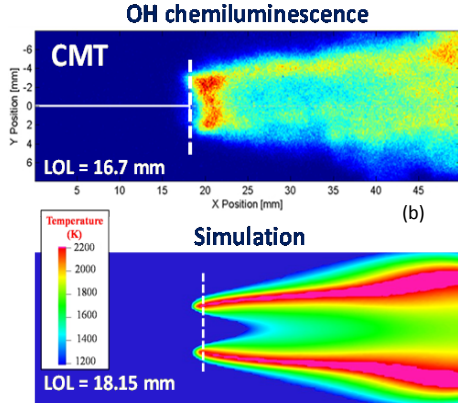 OH chemiluminescence
CMT
-6
-4
-2
0
2
4
6
Y Position [mm]
LOL = 16.7 mm
5 10 15 20 25 30 35 40 45
X Position [mm]
(b)
Simulation
Temperature
(K)
2200
2000
1800
1600
1400
1200
LOL = 18.15 mm